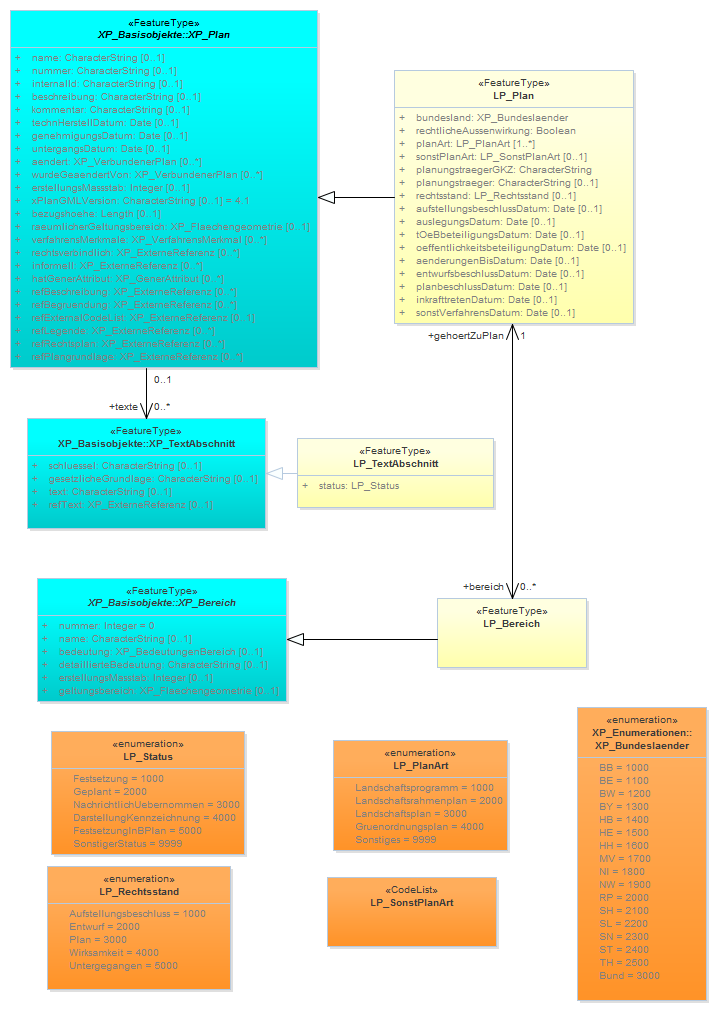 «FeatureType»
XP_Basisobjekte::XP_Plan
+ name: CharacterString [0..1]
+ nummer: CharacterString [0..1]
+ internalId: CharacterString [0..1]
+ beschreibung: CharacterString [0..1]
+ kommentar: CharacterString [0..1]
+ technHerstellDatum: Date [0..1]
+ genehmigungsDatum: Date [0..1]
+ untergangsDatum: Date [0..1]
+ aendert: XP_VerbundenerPlan [0..*]
+ wurdeGeaendertVon: XP_VerbundenerPlan [0..*]
+ erstellungsMassstab: Integer [0..1]
+ xPlanGMLVersion: CharacterString [0..1] = 4.1
+ bezugshoehe: Length [0..1]
+ raeumlicherGeltungsbereich: XP_Flaechengeometrie [0..1]
+ verfahrensMerkmale: XP_VerfahrensMerkmal [0..*]
+ rechtsverbindlich: XP_ExterneReferenz [0..*]
+ informell: XP_ExterneReferenz [0..*]
+ hatGenerAttribut: XP_GenerAttribut [0..*]
+ refBeschreibung: XP_ExterneReferenz [0..*]
+ refBegruendung: XP_ExterneReferenz [0..*]
+ refExternalCodeList: XP_ExterneReferenz [0..1]
+ refLegende: XP_ExterneReferenz [0..*]
+ refRechtsplan: XP_ExterneReferenz [0..*]
+ refPlangrundlage: XP_ExterneReferenz [0..*]
«FeatureType»
LP_Plan
+ bundesland: XP_Bundeslaender
+ rechtlicheAussenwirkung: Boolean
+ planArt: LP_PlanArt [1..*]
+ sonstPlanArt: LP_SonstPlanArt [0..1]
+ planungstraegerGKZ: CharacterString
+ planungstraeger: CharacterString [0..1]
+ rechtsstand: LP_Rechtsstand [0..1]
+ aufstellungsbeschlussDatum: Date [0..1]
+ auslegungsDatum: Date [0..1]
+ tOeBbeteiligungsDatum: Date [0..1]
+ oeffentlichkeitsbeteiligungDatum: Date [0..1]
+ aenderungenBisDatum: Date [0..1]
+ entwurfsbeschlussDatum: Date [0..1]
+ planbeschlussDatum: Date [0..1]
+ inkrafttretenDatum: Date [0..1]
+ sonstVerfahrensDatum: Date [0..1]
+gehoertZuPlan 1
0..1
+texte 0..*
«FeatureType»
XP_Basisobjekte::XP_TextAbschnitt
+ schluessel: CharacterString [0..1]
+ gesetzlicheGrundlage: CharacterString [0..1]
+ text: CharacterString [0..1]
+ refText: XP_ExterneReferenz [0..1]
«FeatureType»
LP_TextAbschnitt
+ status: LP_Status
+bereich 0..*
«FeatureType»
XP_Basisobjekte::XP_Bereich
+ nummer: Integer = 0
+ name: CharacterString [0..1]
+ bedeutung: XP_BedeutungenBereich [0..1]
+ detaillierteBedeutung: CharacterString [0..1]
+ erstellungsMasstab: Integer [0..1]
+ geltungsbereich: XP_Flaechengeometrie [0..1]
«FeatureType»
LP_Bereich
«enumeration»
LP_Status
Festsetzung = 1000
Geplant = 2000
NachrichtlichUebernommen = 3000
DarstellungKennzeichnung = 4000
FestsetzungInBPlan = 5000
SonstigerStatus = 9999
«enumeration»
LP_PlanArt
Landschaftsprogramm = 1000
Landschaftsrahmenplan = 2000
Landschaftsplan = 3000
Gruenordnungsplan = 4000
Sonstiges = 9999
«enumeration»
XP_Enumerationen::
XP_Bundeslaender
BB = 1000
BE = 1100
BW = 1200
BY = 1300
HB = 1400
HE = 1500
HH = 1600
MV = 1700
NI = 1800
NW = 1900
RP = 2000
SH = 2100
SL = 2200
SN = 2300
ST = 2400
TH = 2500
Bund = 3000
«enumeration»
LP_Rechtsstand
Aufstellungsbeschluss = 1000
Entwurf = 2000
Plan = 3000
Wirksamkeit = 4000
Untergegangen = 5000
«CodeList»
LP_SonstPlanArt